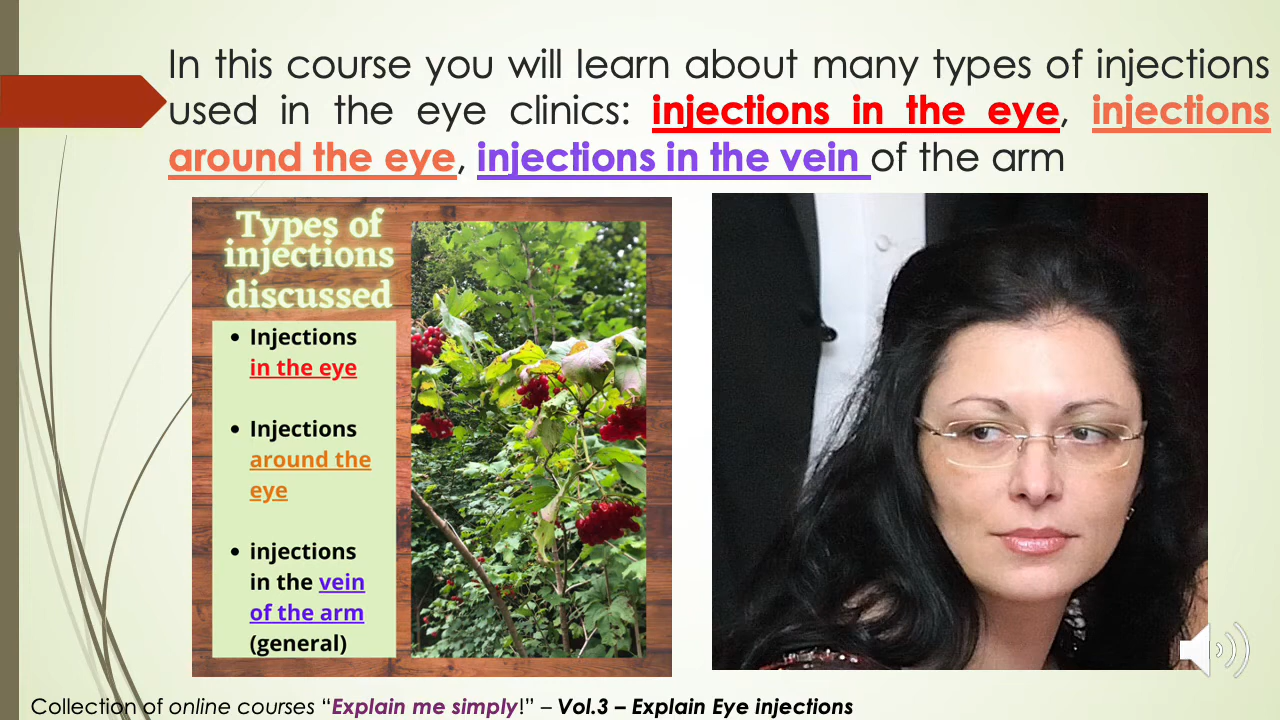 In this course you will learn about many types of injections
used in the eye clinics: injections in the eye, injections
around the eye, injections in the vein of the arm
Types of
injections
discussed
• Injections
in the eye
• Injections
around the
eye
• injections
in the vein
of the arm
(general)
Collection of online courses “Explain me simply!” – Vol.3 – Explain Eye injections